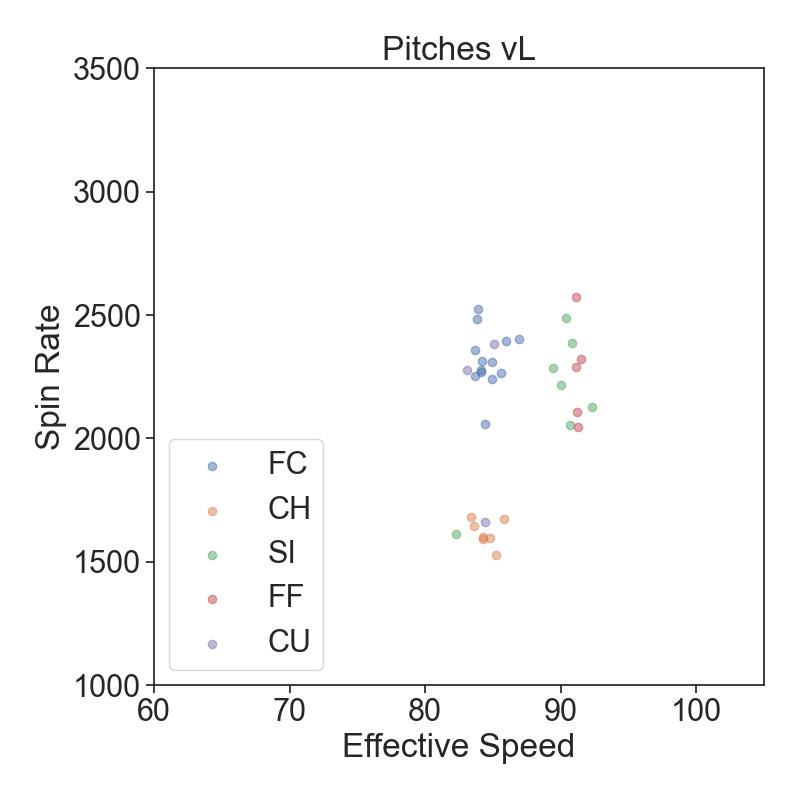 Pitches vL
3500
3000
2500
2000
1500
1000
Spin Rate
FC
CH
SI
FF
CU
60 70 80 90 100
Effective Speed